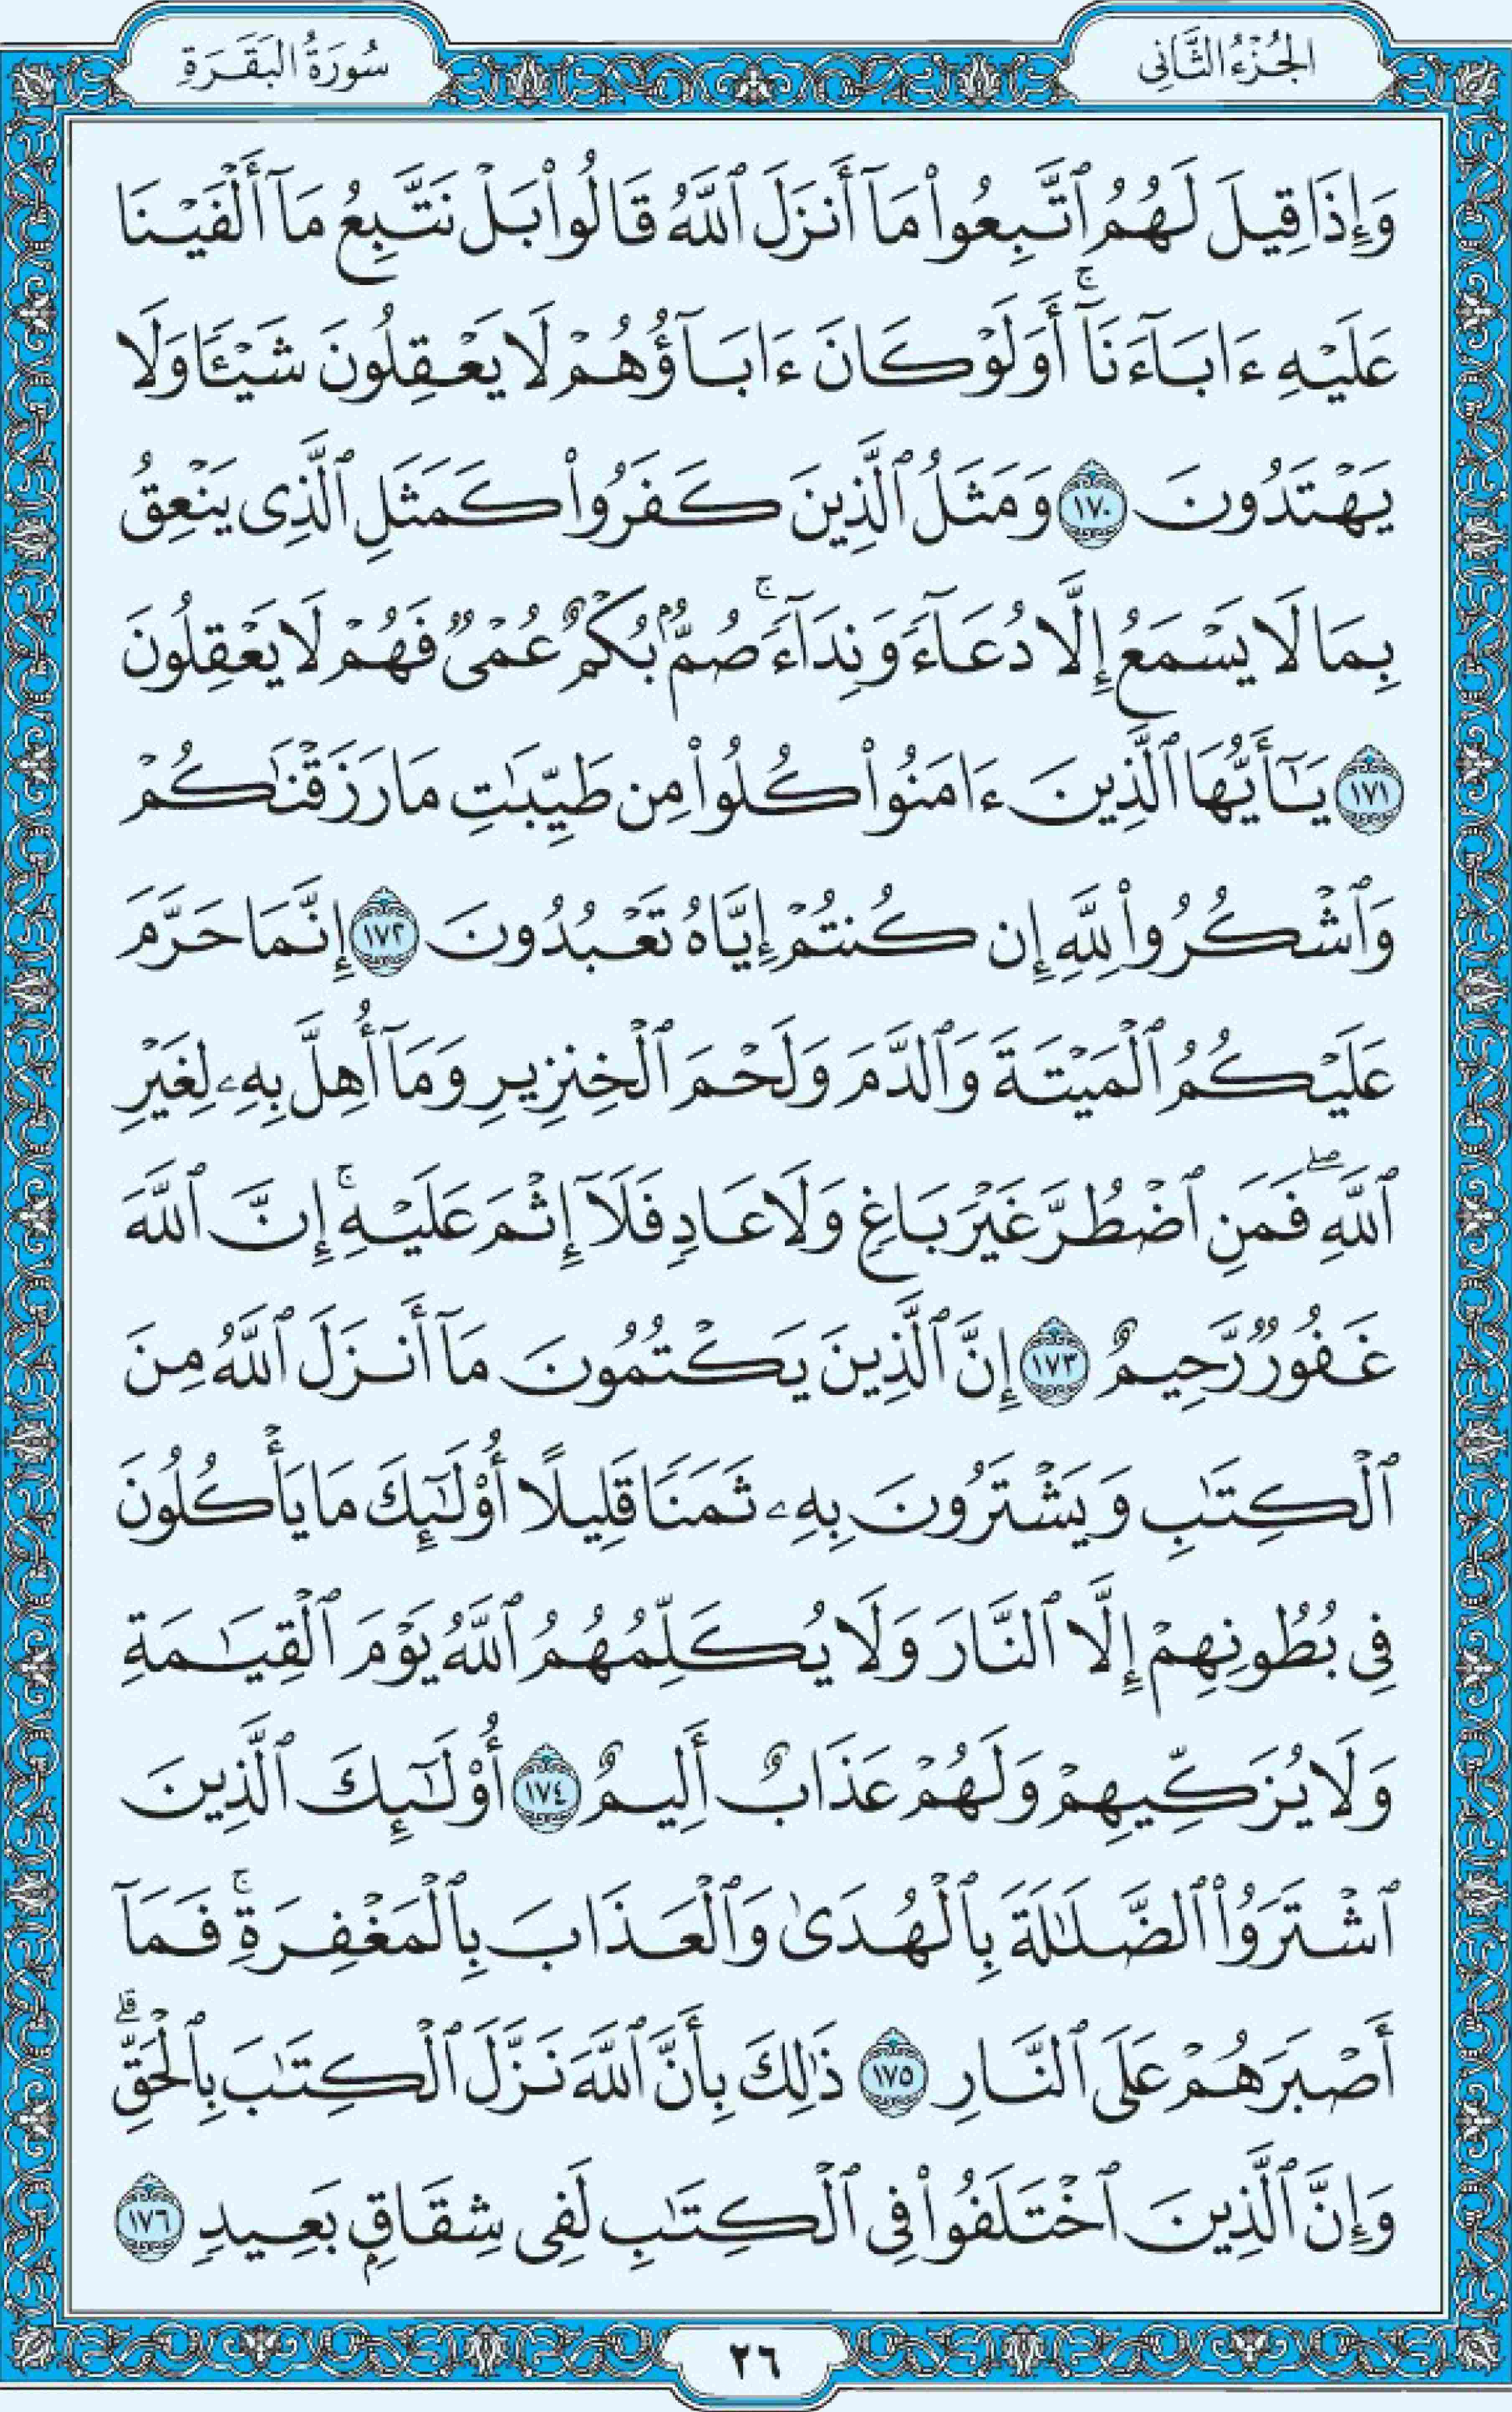 الجُزْءُ الثَّانِي
سُورَةُ البَقَرَةِ
وَإِذَا قِيلَ لَهُمُ ٱتَّبِعُوا۟ مَآ أَنزَلَ ٱللَّهُ قَالُوا۟ بَلْ نَتَّبِعُ مَآ أَلْفَيْنَا
عَلَيْهِ ءَابَآءَنَآ ۚ أَوَلَوْ كَانَ ءَابَآؤُهُمْ لَا يَعْقِلُونَ شَيْـًٔا وَلَا
يَهْتَدُونَ ١٧٠ وَمَثَلُ ٱلَّذِينَ كَفَرُوا۟ كَمَثَلِ ٱلَّذِى يَنْعِقُ
بِمَا لَا يَسْمَعُ إِلَّا دُعَآءً وَنِدَآءً ۚ صُمٌّۢ بُكْمٌ عُمْىٌ فَهُمْ لَا يَعْقِلُونَ
١٧١ يَـٰٓأَيُّهَا ٱلَّذِينَ ءَامَنُوا۟ كُلُوا۟ مِن طَيِّبَـٰتِ مَا رَزَقْنَـٰكُمْ
وَٱشْكُرُوا۟ لِلَّهِ إِن كُنتُمْ إِيَّاهُ تَعْبُدُونَ ١٧٢ إِنَّمَا حَرَّمَ
عَلَيْكُمُ ٱلْمَيْتَةَ وَٱلدَّمَ وَلَحْمَ ٱلْخِنزِيرِ وَمَآ أُهِلَّ بِهِۦ لِغَيْرِ
ٱللَّهِ ۖ فَمَنِ ٱضْطُرَّ غَيْرَ بَاغٍ وَلَا عَادٍ فَلَآ إِثْمَ عَلَيْهِ ۚ إِنَّ ٱللَّهَ
غَفُورٌ رَّحِيمٌ ١٧٣ إِنَّ ٱلَّذِينَ يَكْتُمُونَ مَآ أَنزَلَ ٱللَّهُ مِنَ
ٱلْكِتَـٰبِ وَيَشْتَرُونَ بِهِۦ ثَمَنًا قَلِيلًا أُو۟لَـٰٓئِكَ مَا يَأْكُلُونَ
فِى بُطُونِهِمْ إِلَّا ٱلنَّارَ وَلَا يُكَلِّمُهُمُ ٱللَّهُ يَوْمَ ٱلْقِيَـٰمَةِ
وَلَا يُزَكِّيهِمْ وَلَهُمْ عَذَابٌ أَلِيمٌ ١٧٤ أُو۟لَـٰٓئِكَ ٱلَّذِينَ
ٱشْتَرَوُا۟ ٱلضَّلَـٰلَةَ بِٱلْهُدَىٰ وَٱلْعَذَابَ بِٱلْمَغْفِرَةِ ۚ فَمَآ
أَصْبَرَهُمْ عَلَى ٱلنَّارِ ١٧٥ ذَٰلِكَ بِأَنَّ ٱللَّهَ نَزَّلَ ٱلْكِتَـٰبَ بِٱلْحَقِّ ۗ
وَإِنَّ ٱلَّذِينَ ٱخْتَلَفُوا۟ فِى ٱلْكِتَـٰبِ لَفِى شِقَاقٍۭ بَعِيدٍ ١٧٦
٢٦